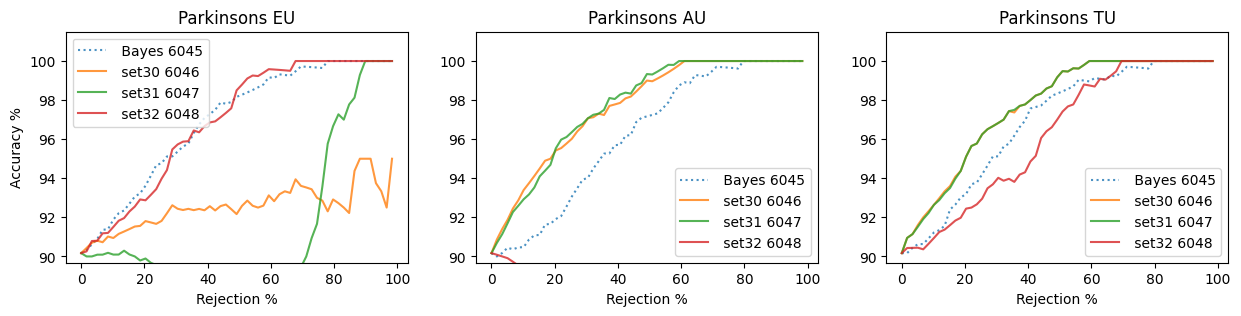 Parkinsons EU
Accuracy %
100
98
96
94
92
90
Bayes 6045
set30 6046
set31 6047
set32 6048
0 20 40 60 80 100
Rejection %
Parkinsons AU
100
98
96
94
92
90
Bayes 6045
set30 6046
set31 6047
set32 6048
0 20 40 60 80 100
Rejection %
Parkinsons TU
100
98
96
94
92
90
Bayes 6045
set30 6046
set31 6047
set32 6048
0 20 40 60 80 100
Rejection %